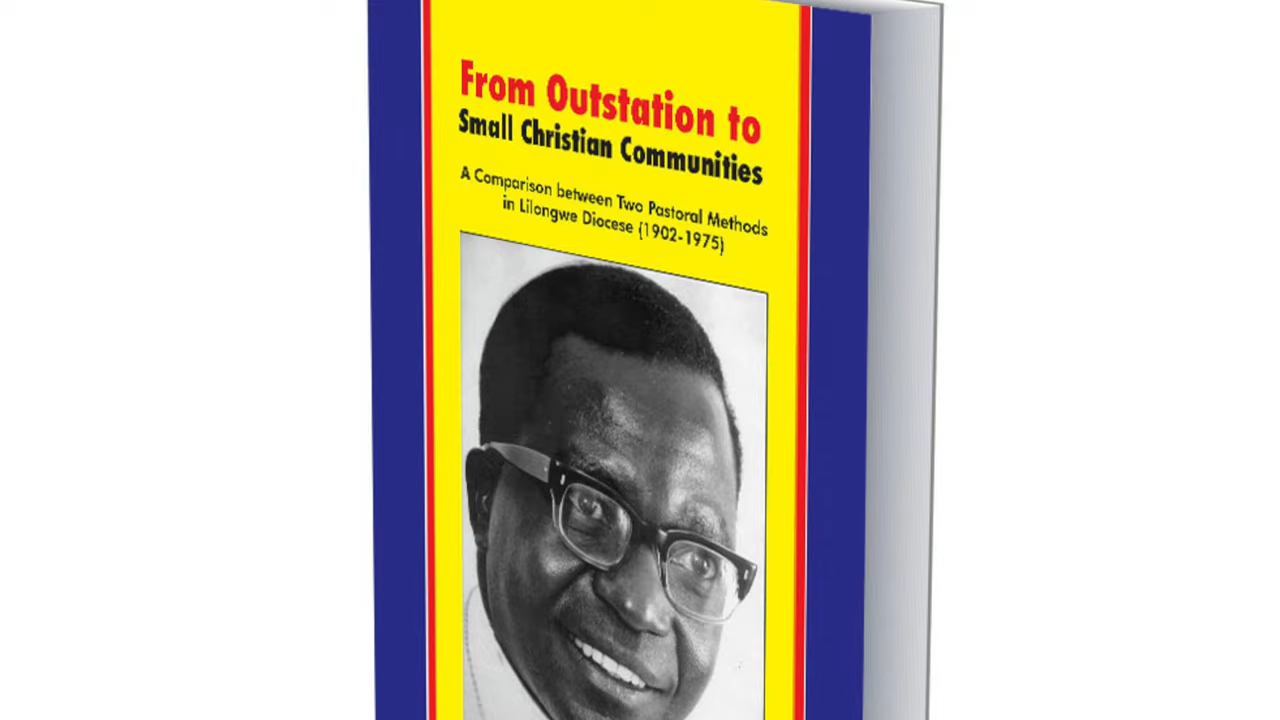 From Outstation to
Small Christian Communities
A Comparison between Two Pastoral Methods
in Lilongwe Diocese (1902-1975)